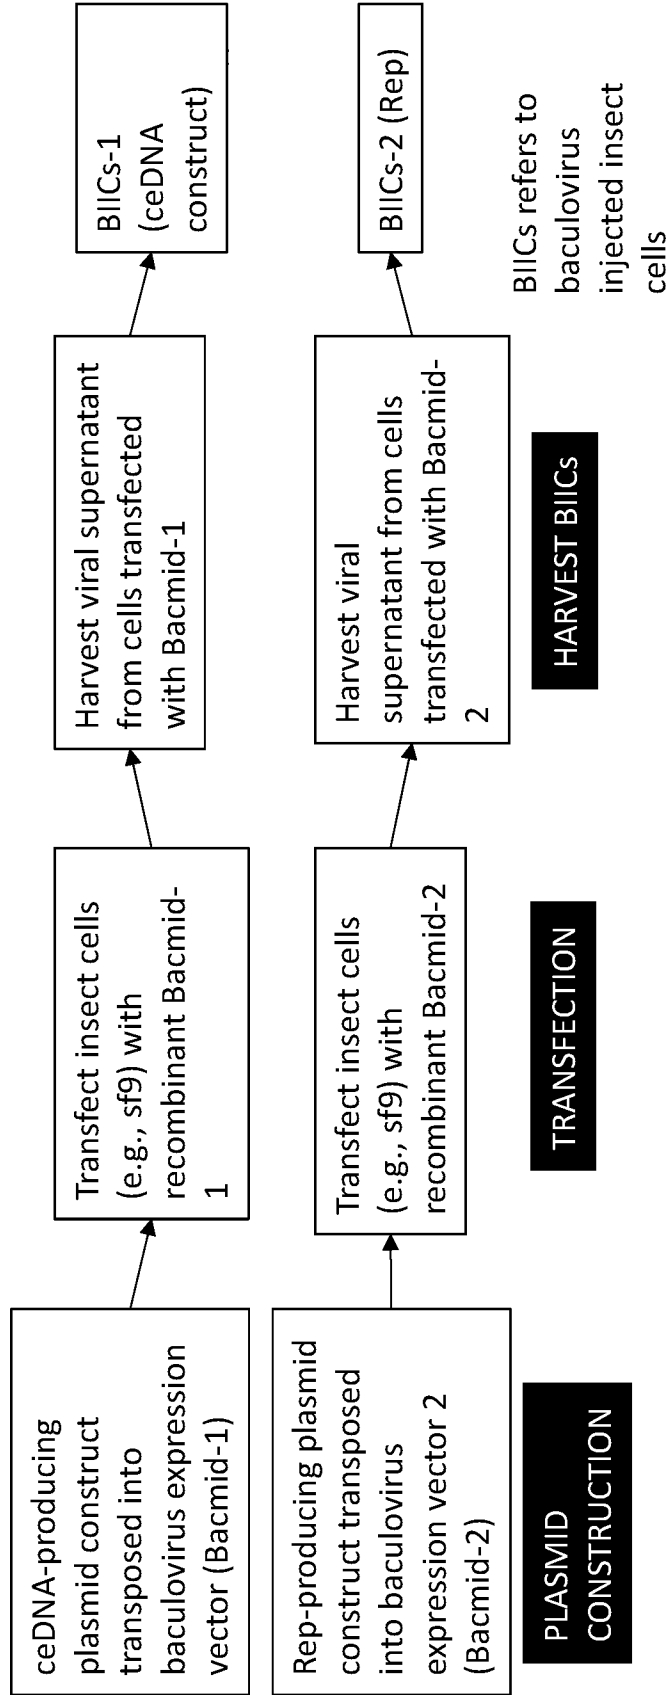 ceDNA-producing
plasmid construct
transposed into
baculovirus expression
vector (Bacmid-1)
Transfect insect cells
(e.g., sf9) with
recombinant Bacmid-
1
Harvest viral supernatant
from cells transfected
with Bacmid-1
BIICs-1
(ceDNA
construct)
Rep-producing plasmid
construct transposed
into baculovirus
expression vector 2
(Bacmid-2)
Transfect insect cells
(e.g., sf9) with
recombinant Bacmid-2
Harvest viral
supernatant from cells
transfected with Bacmid-
2
BIICs-2 (Rep)
PLASMID
CONSTRUCTION
TRANSFECTION
HARVEST BIICs
BIICs refers to
baculovirus
injected insect
cells